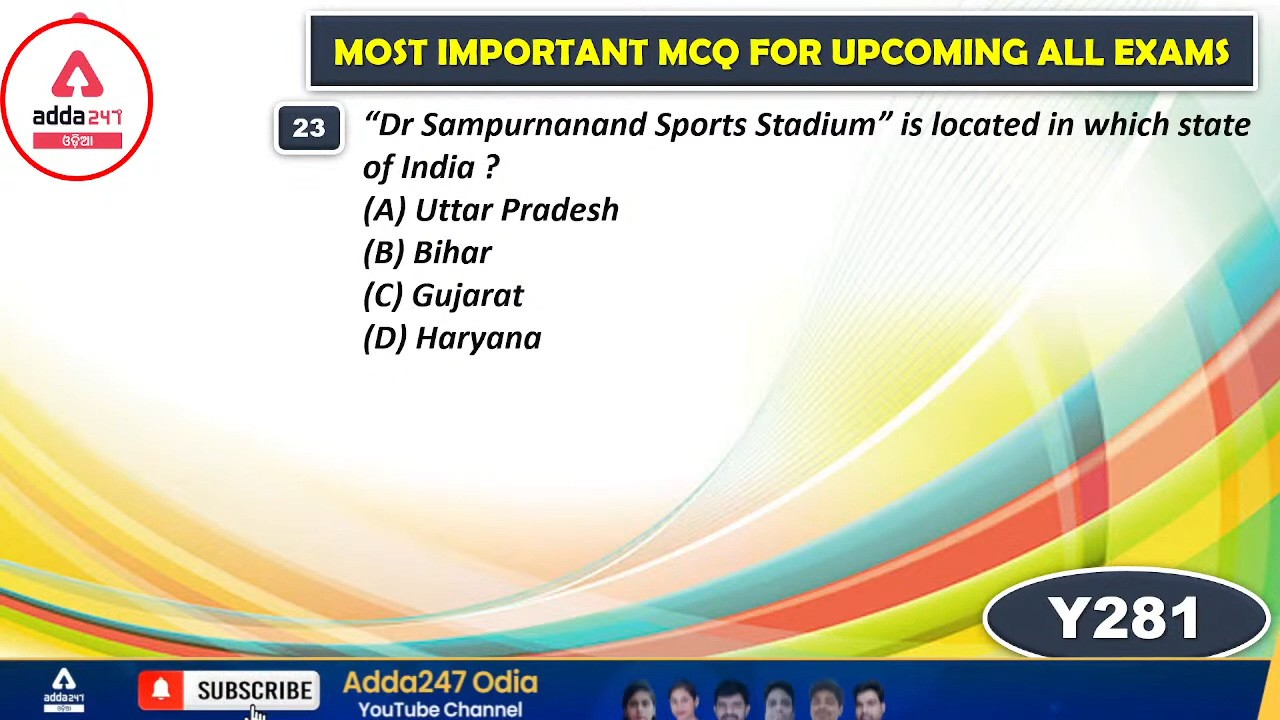 MOST IMPORTANT MCQ FOR UPCOMING ALL EXAMS
adda247
ଓଡ଼ିଆ
23
“Dr Sampurnanand Sports Stadium” is located in which state
of India ?
(A) Uttar Pradesh
(B) Bihar
(C) Gujarat
(D) Haryana
Y281
adda247
ଓଡ଼ିଆ
SUBSCRIBE
Adda247 Odia
YouTube Channel